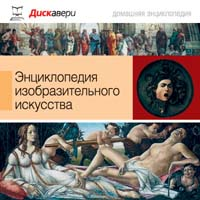 Дискавери
ДОМАШНЯЯ ЭНЦИКЛОПЕДИЯ
Энциклопедия
изобразительного
искусства